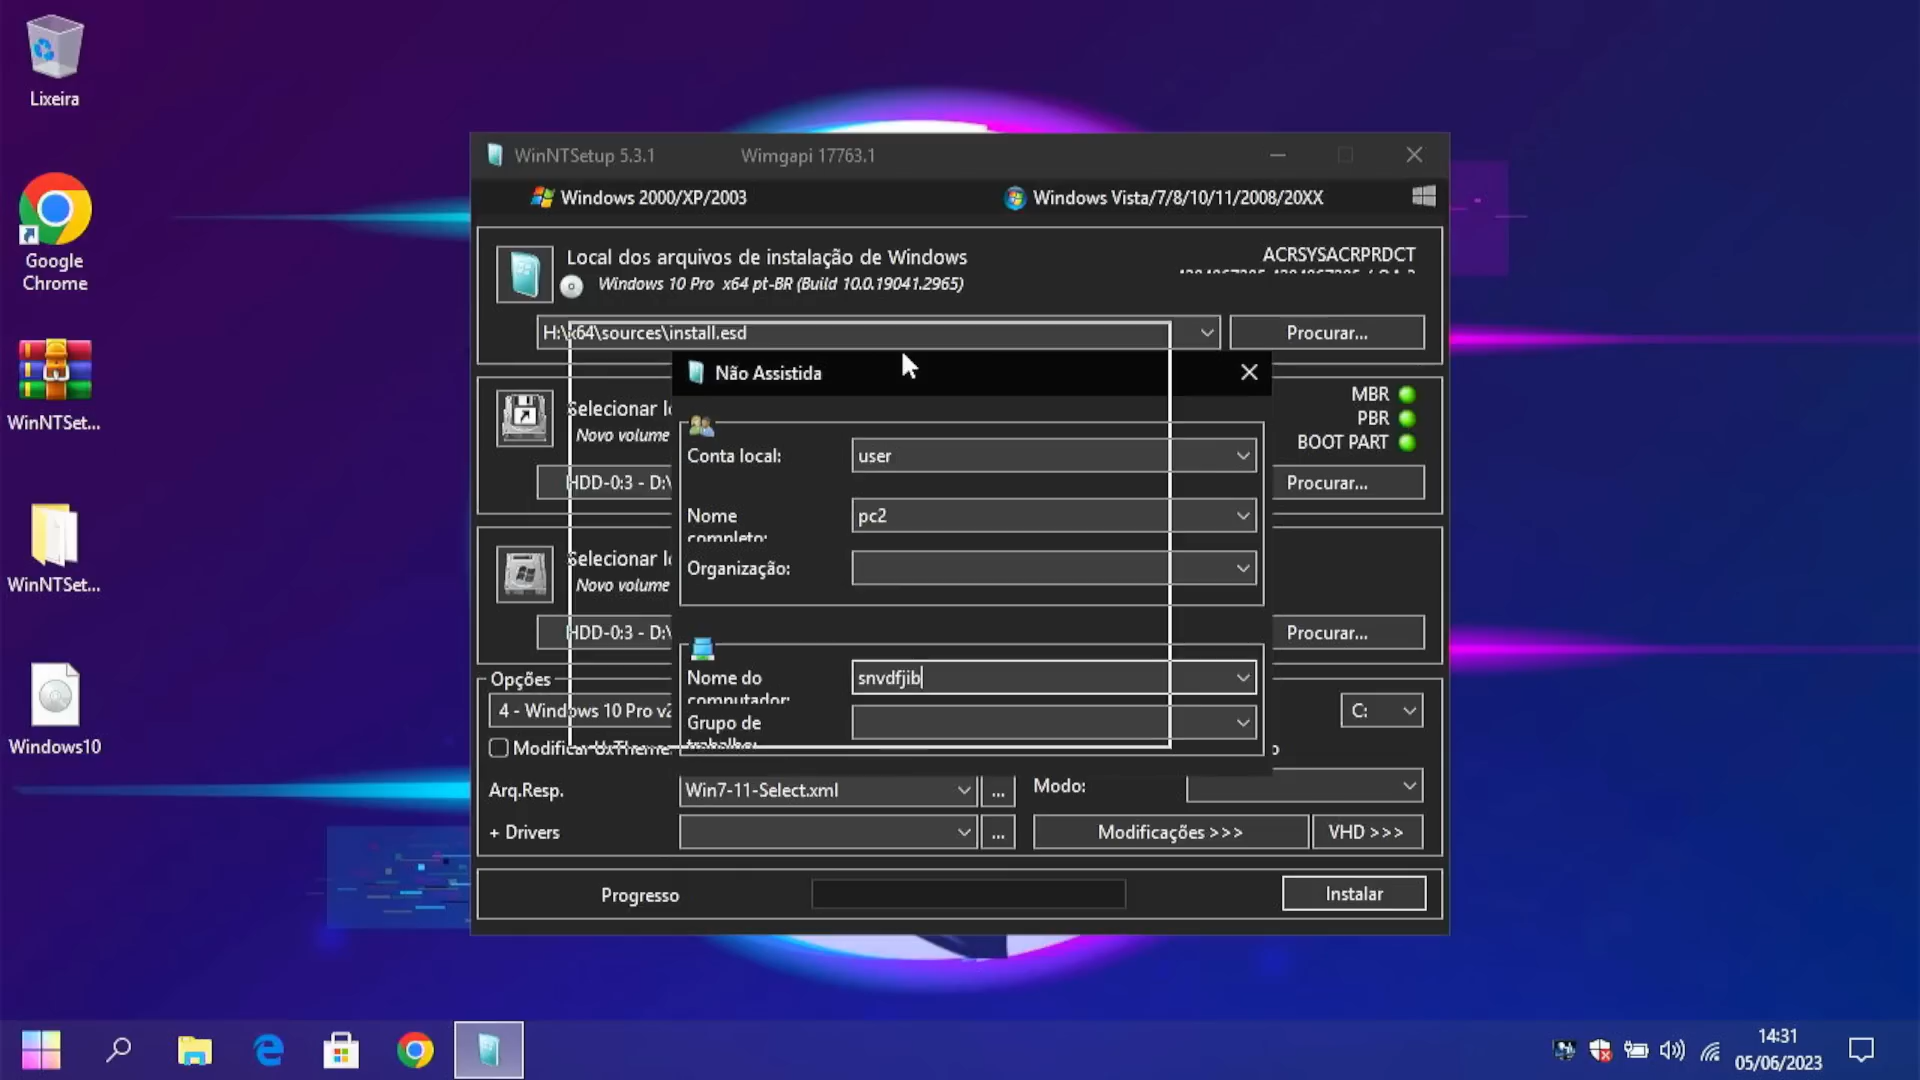 Lixeira
Google
Chrome
WinNTSet...
WinNTSet...
Windows10
WinNTSetup 5.3.1
Wimgapi 17763.1
Windows 2000/XP/2003
Windows Vista/7/8/10/11/2008/20XX
Local dos arquivos de instalação de Windows
Windows 10 Pro x64 pt-BR (Build 10.0.19041.2965)
ACRSYSACRPRDCT
H:\x64\sources\install.esd
Procurar...
Não Assistida
Selecionar
Novo volume
MBR
PBR
BOOT PART
HDD-0:3 - D:\
Procurar...
Conta local:
user
Nome
completo:
pc2
Organização:
Selecionar
Novo volume
HDD-0:3 - D:\
Procurar...
Nome do
computador:
snvdfjib
Grupo de
trabalho:
Opções
4 - Windows 10 Pro v2
C:
Modificar UxTheme
Arq.Resp.
Win7-11-Select.xml
...
Modo:
+ Drivers
...
Modificações >>>
VHD >>>
Progresso
Instalar
14:31
05/06/2023